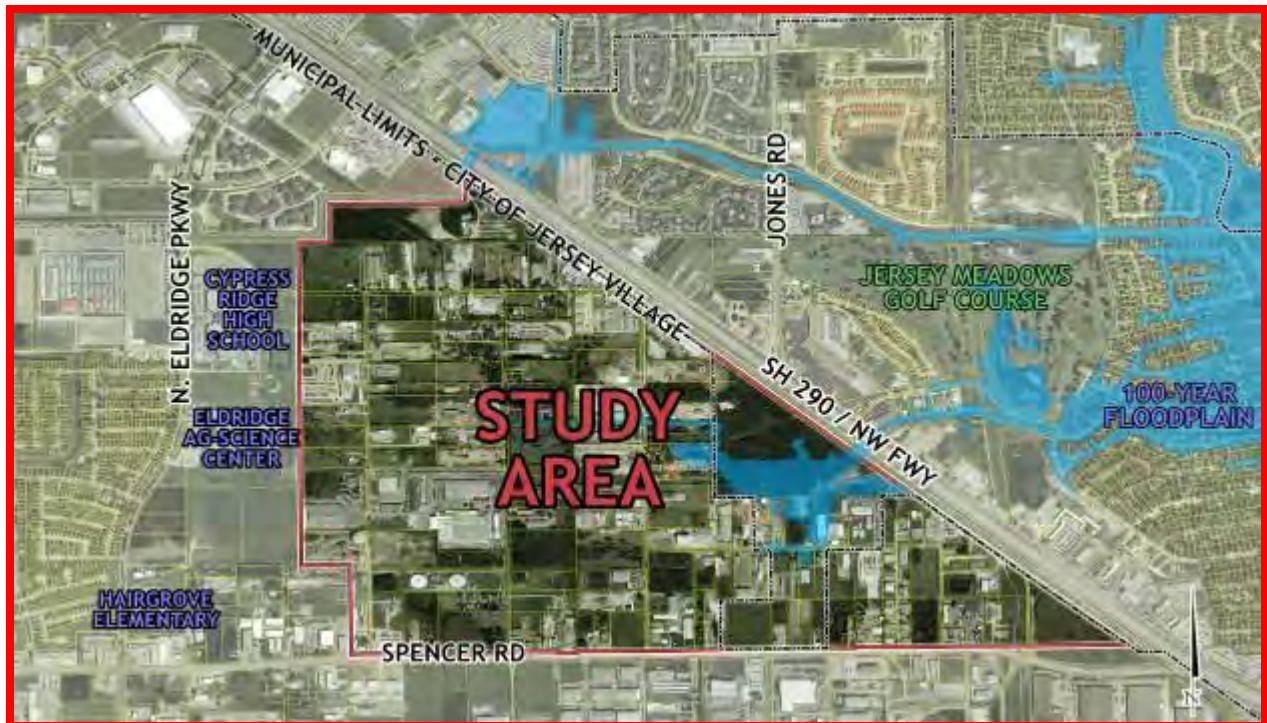 MUNICIPAL LIMITS - CITY OF JERSEY VILLAGE
JONES RD
N. ELDRIDGE PKWY
CYPRESS
RIDGE
HIGH
SCHOOL
JERSEY MEADOWS
GOLF COURSE
SH 290 / NW FWY
100-YEAR
FLOODPLAIN
STUDY
AREA
ELDRIDGE
AG-SCIENCE
CENTER
HAIRGROVE
ELEMENTARY
SPENCER RD
N